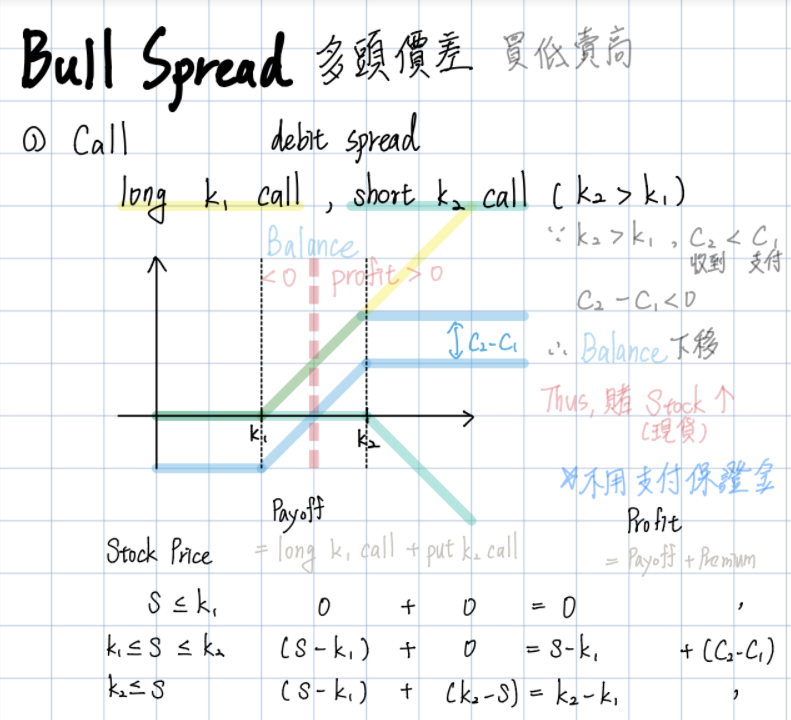 Bull Spread 多頭價差 買低賣高
① Call debit spread
long k₁ call , short k₂ call ( k₂ > k₁ )
Balance
< 0 profit > 0
∵ k₂ > k₁ , C₂ < C₁
收到 支付
C₂ - C₁ < 0
C₂-C₁
∴ Balance 下移
Thus, 賭 Stock ↑
(現貨)
k₁ k₂
※不用支付保證金
Payoff Profit
Stock Price = long k₁ call + put k₂ call = Payoff + Premium
S ≤ k₁ 0 + 0 = 0 ,
k₁ ≤ S ≤ k₂ (S-k₁) + 0 = S-k₁ + (C₂-C₁)
k₂ ≤ S (S-k₁) + (k₂-S) = k₂-k₁ ,